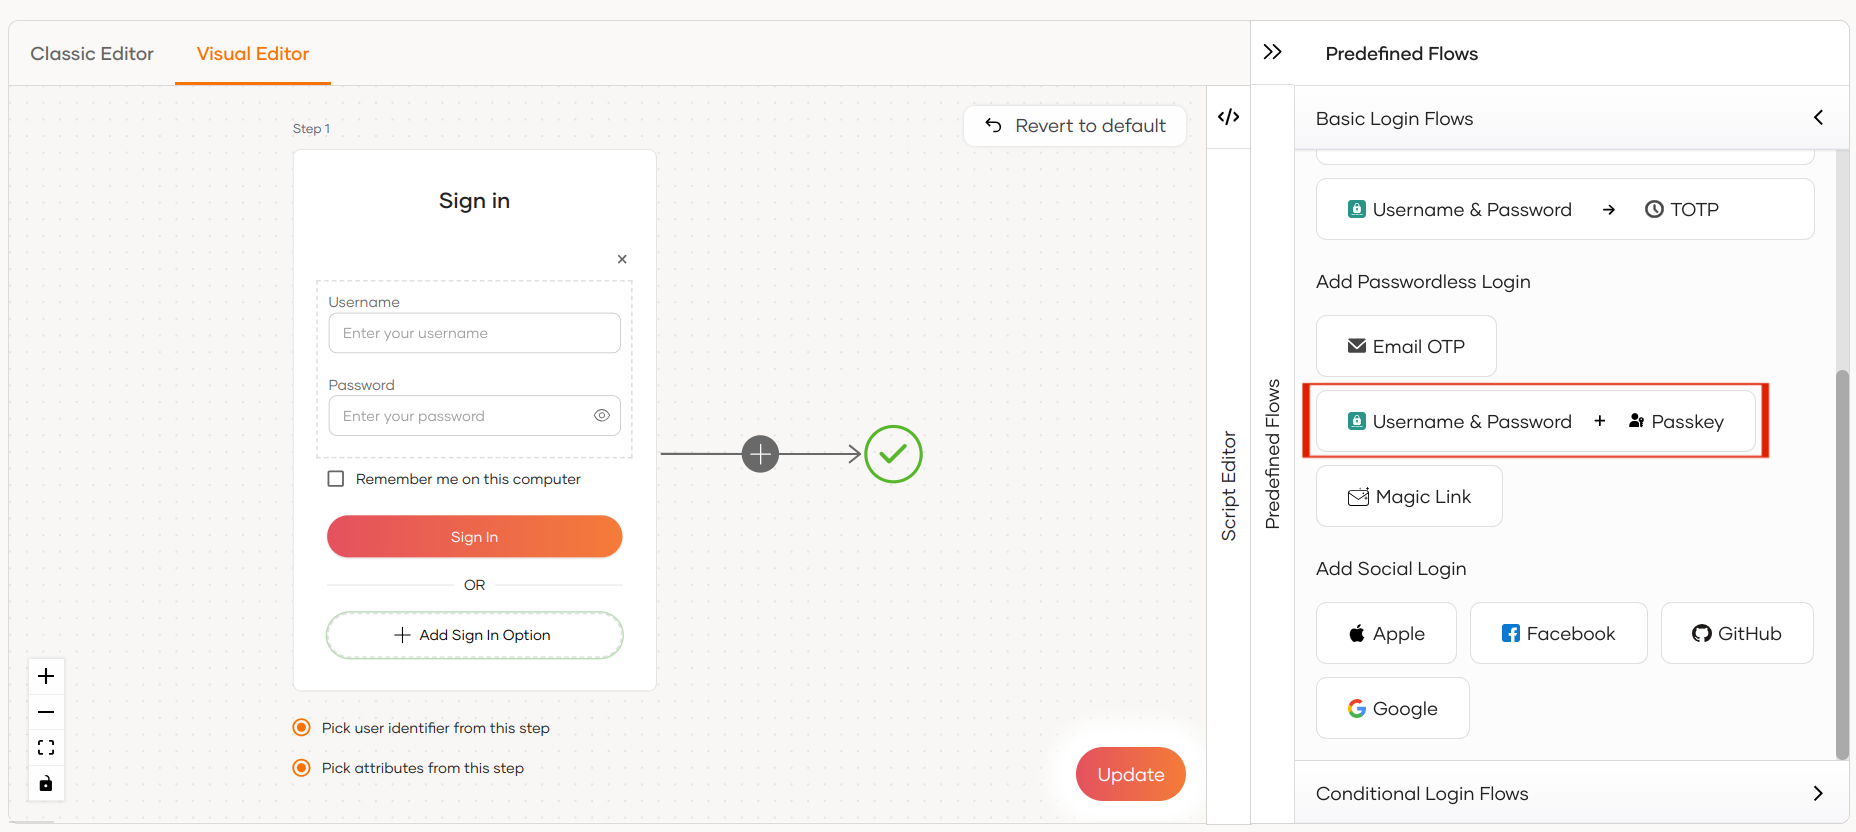 Classic Editor
Visual Editor
Predefined Flows
Step 1
Revert to default
</>
Basic Login Flows
Sign in
Username
Enter your username
Password
Enter your password
Remember me on this computer
Sign In
OR
Add Sign In Option
Pick user identifier from this step
Pick attributes from this step
Update
Script Editor
Predefined Flows
Username & Password → TOTP
Add Passwordless Login
Email OTP
Username & Password + Passkey
Magic Link
Add Social Login
Apple
Facebook
GitHub
Google
Conditional Login Flows